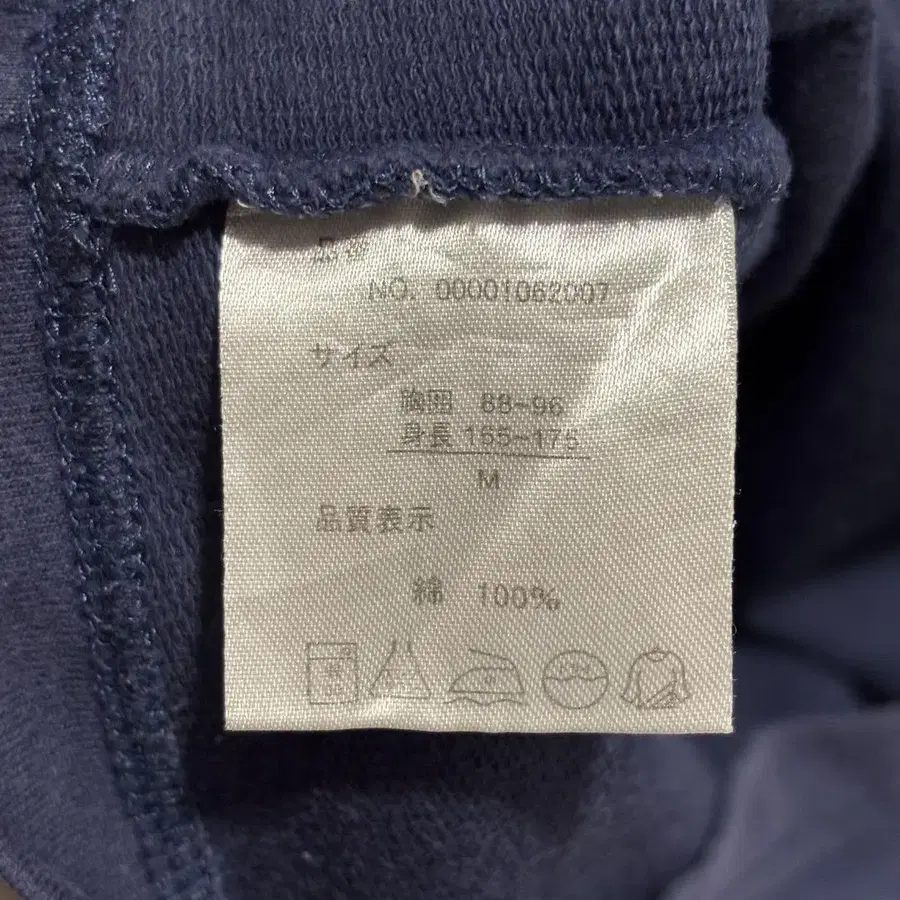 品番
NO. 00001062007
サイズ
胸囲 88~96
身長 165~175
M
品質表示
綿 100%